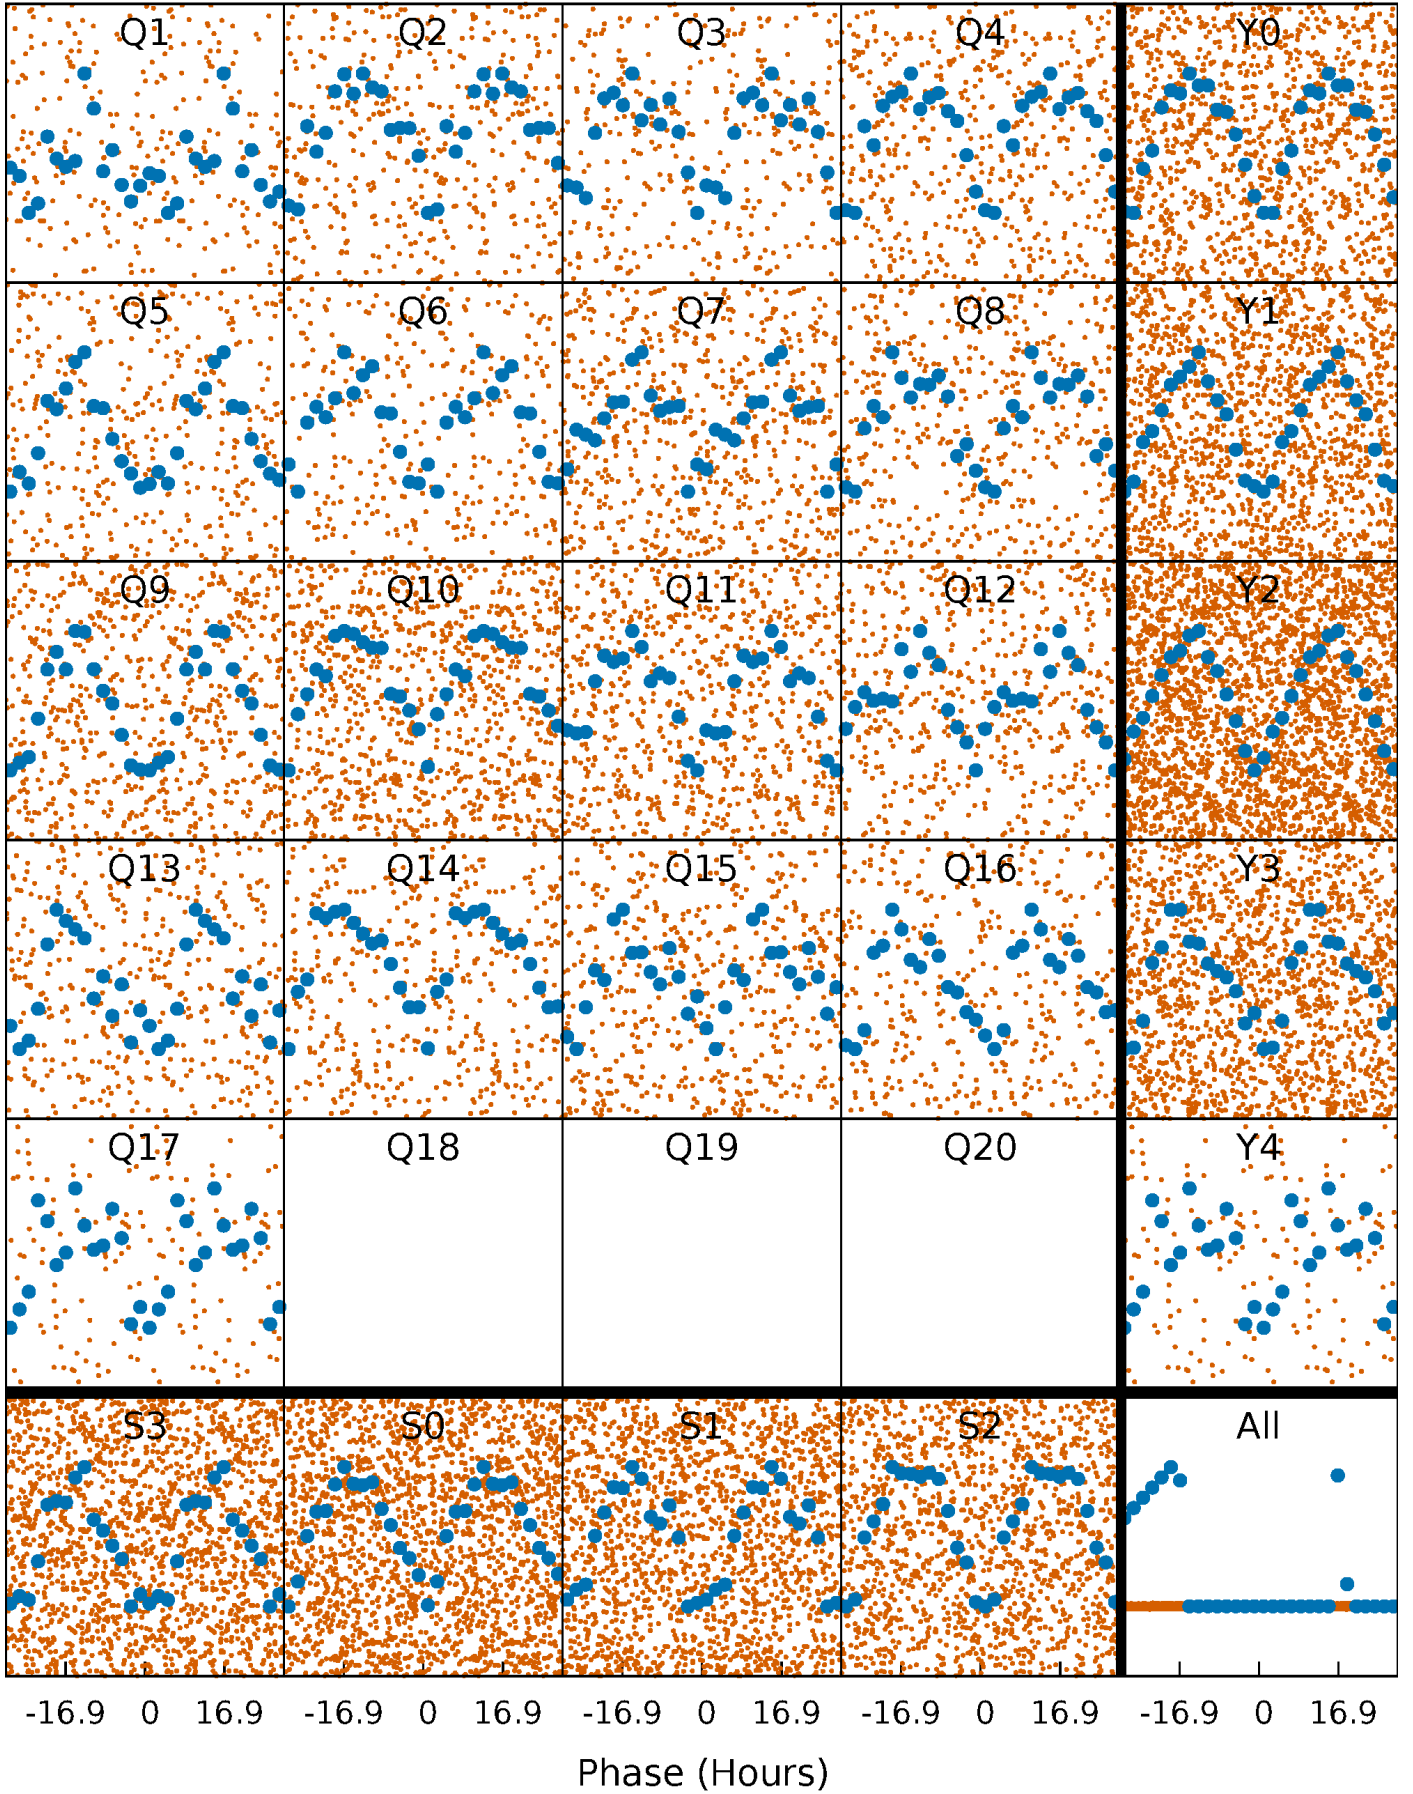 Q1 Q2 Q3 Q4 Y0
Q5 Q6 Q7 Q8 Y1
Q9 Q10 Q11 Q12 Y2
Q13 Q14 Q15 Q16 Y3
Q17 Q18 Q19 Q20 Y4
S3 S0 S1 S2 All
-16.9 0 16.9 -16.9 0 16.9 -16.9 0 16.9 -16.9 0 16.9 -16.9 0 16.9
Phase (Hours)